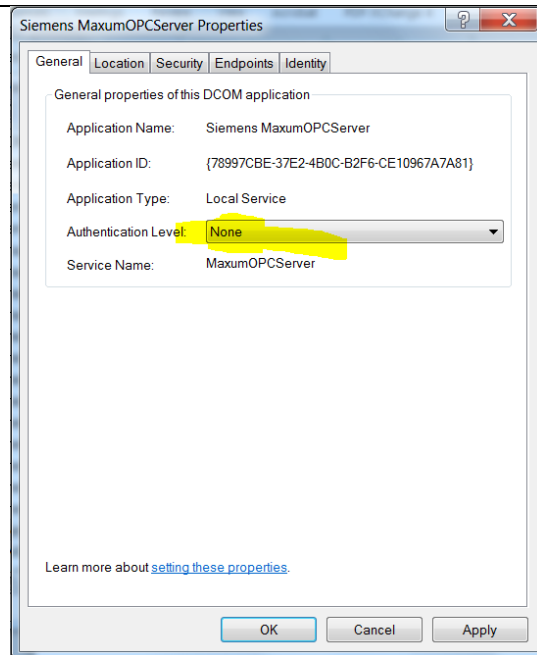 Siemens MaxumOPCServer Properties
General Location Security Endpoints Identity
General properties of this DCOM application
Application Name: Siemens MaxumOPCServer
Application ID: {78997CBE-37E2-4B0C-B2F6-CE10967A7A81}
Application Type: Local Service
Authentication Level: None
Service Name: MaxumOPCServer
Learn more about setting these properties.
OK Cancel Apply